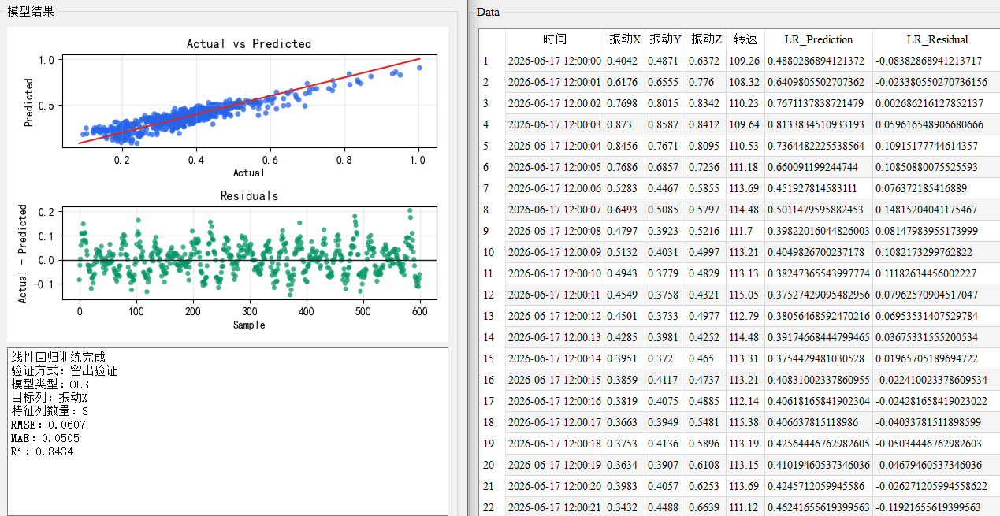 模型结果
Actual vs Predicted
1.0
0.5
Predicted
0.2 0.4 0.6 0.8 1.0
Actual
Residuals
0.2
0.1
0.0
−0.1
Actual - Predicted
0 100 200 300 400 500 600
Sample
线性回归训练完成
验证方式: 留出验证
模型类型: OLS
目标列: 振动X
特征列数量: 3
RMSE: 0.0607
MAE: 0.0505
R²: 0.8434
Data
时间 振动X 振动Y 振动Z 转速 LR_Prediction LR_Residual
1 2026-06-17 12:00:00 0.4042 0.4871 0.6372 109.26 0.4880286894121372 -0.08382868941213717
2 2026-06-17 12:00:01 0.6176 0.6555 0.776 108.32 0.6409805502707362 -0.023380550270736156
3 2026-06-17 12:00:02 0.7698 0.8015 0.8342 110.23 0.7671137838721479 0.002686216127852137
4 2026-06-17 12:00:03 0.873 0.8587 0.8412 109.64 0.8133834510933193 0.059616548906680666
5 2026-06-17 12:00:04 0.8456 0.7671 0.8095 110.53 0.7364482225538564 0.10915177744614357
6 2026-06-17 12:00:05 0.7686 0.6857 0.7236 111.18 0.660091199244744 0.10850880075525593
7 2026-06-17 12:00:06 0.5283 0.4467 0.5855 113.69 0.451927814583111 0.076372185416889
8 2026-06-17 12:00:07 0.6493 0.5085 0.5797 114.48 0.5011479595882453 0.14815204041175467
9 2026-06-17 12:00:08 0.4797 0.3923 0.5216 111.7 0.39822016044826003 0.08147983955173999
10 2026-06-17 12:00:09 0.5132 0.4031 0.4997 113.21 0.4049826700237178 0.1082173299762822
11 2026-06-17 12:00:10 0.4943 0.3779 0.4829 113.13 0.38247365543997774 0.11182634456002227
12 2026-06-17 12:00:11 0.4549 0.3758 0.4321 115.05 0.37527429095482956 0.07962570904517047
13 2026-06-17 12:00:12 0.4501 0.3733 0.4977 112.79 0.38056468592470216 0.06953531407529784
14 2026-06-17 12:00:13 0.4285 0.3981 0.4252 114.48 0.39174668444799465 0.03675331555200534
15 2026-06-17 12:00:14 0.3951 0.372 0.465 113.31 0.3754429481030528 0.01965705189694722
16 2026-06-17 12:00:15 0.3859 0.4117 0.4737 113.21 0.40831002337860955 -0.022410023378609534
17 2026-06-17 12:00:16 0.3819 0.4075 0.4885 112.14 0.40618165841902304 -0.024281658419023022
18 2026-06-17 12:00:17 0.3663 0.3949 0.5481 115.38 0.406637815118986 -0.04033781511898599
19 2026-06-17 12:00:18 0.3753 0.4136 0.5896 113.19 0.42564446762982605 -0.05034446762982603
20 2026-06-17 12:00:19 0.3634 0.3907 0.6108 113.15 0.41019460537346036 -0.04679460537346036
21 2026-06-17 12:00:20 0.3983 0.4057 0.6253 113.69 0.4245712059945586 -0.026271205994558622
22 2026-06-17 12:00:21 0.3432 0.4488 0.6639 111.12 0.46241655619399563 -0.11921655619399563